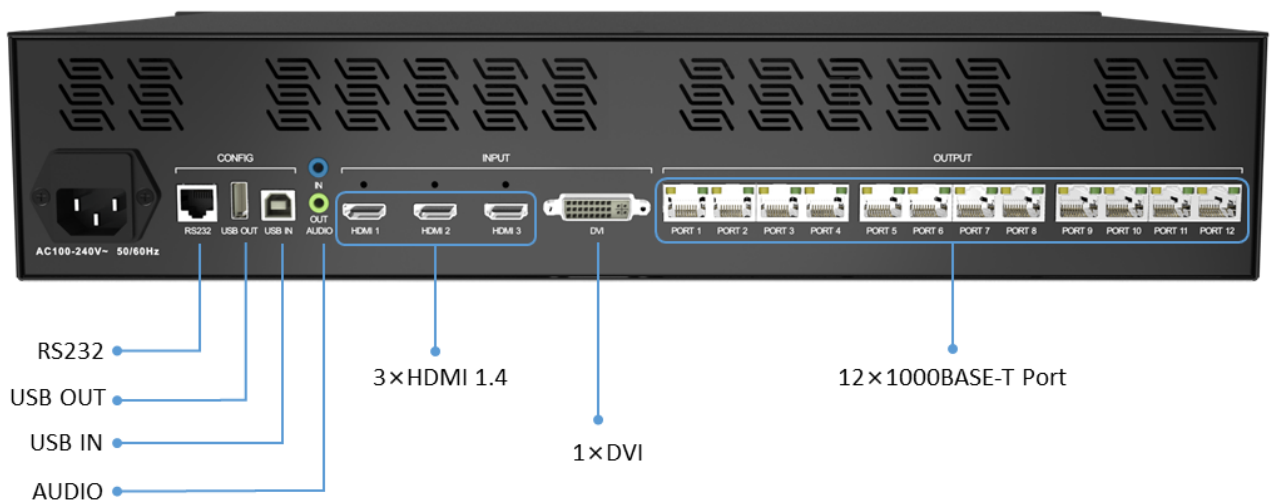 CONFIG
INPUT
OUTPUT
IN
OUT
RS232 USB OUT USB IN AUDIO HDMI 1 HDMI 2 HDMI 3 DVI PORT 1 PORT 2 PORT 3 PORT 4 PORT 5 PORT 6 PORT 7 PORT 8 PORT 9 PORT 10 PORT 11 PORT 12
AC100-240V~ 50/60Hz
RS232
USB OUT
USB IN
AUDIO
3×HDMI 1.4
1×DVI
12×1000BASE-T Port